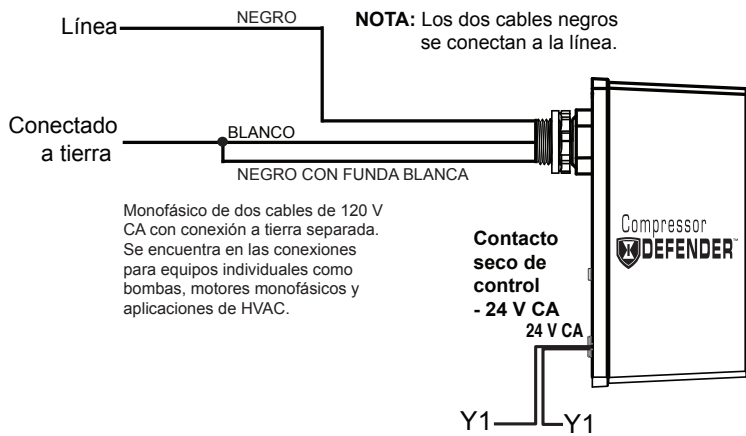 NEGRO
NOTA: Los dos cables negros
se conectan a la línea.
Línea
Conectado
a tierra
BLANCO
NEGRO CON FUNDA BLANCA
Monofásico de dos cables de 120 V
CA con conexión a tierra separada.
Se encuentra en las conexiones
para equipos individuales como
bombas, motores monofásicos y
aplicaciones de HVAC.
Contacto
seco de
control
- 24 V CA
24 V CA
Compressor
DEFENDER™
Y1
Y1